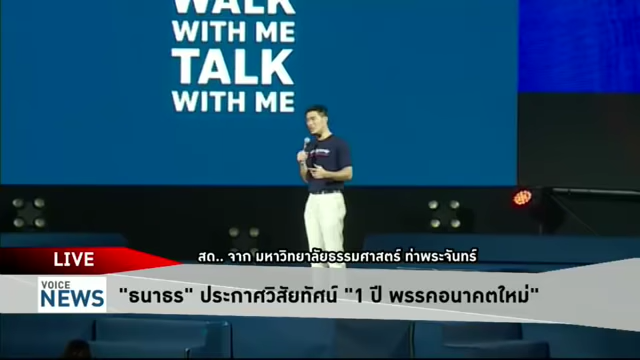 WALK
WITH ME
TALK
WITH ME
สด.. จาก มหาวิทยาลัยธรรมศาสตร์ ท่าพระจันทร์
LIVE
VOICE
NEWS
"ธนาธร" ประกาศวิสัยทัศน์ "1 ปี พรรคอนาคตใหม่"